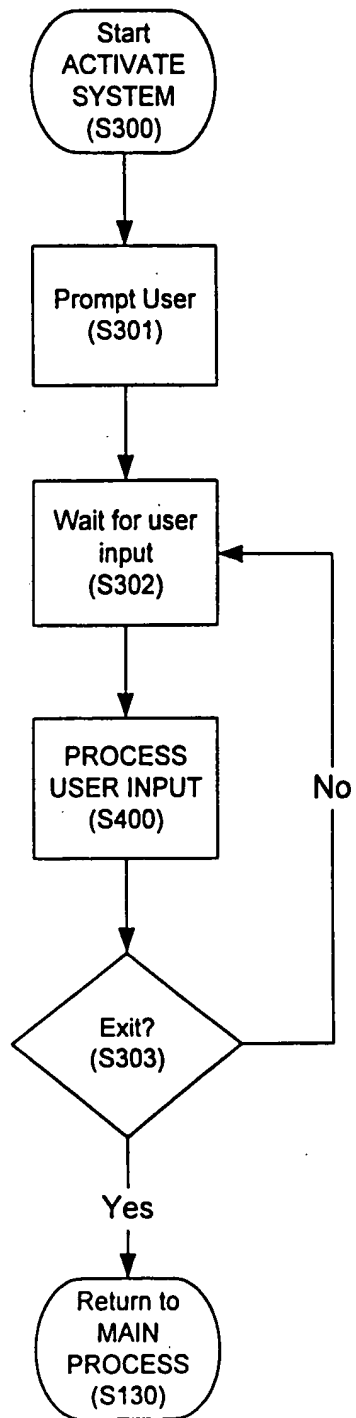 Start
ACTIVATE
SYSTEM
(S300)
Prompt User
(S301)
Wait for user
input
(S302)
PROCESS
USER INPUT
(S400)
No
Exit?
(S303)
Yes
Return to
MAIN
PROCESS
(S130)